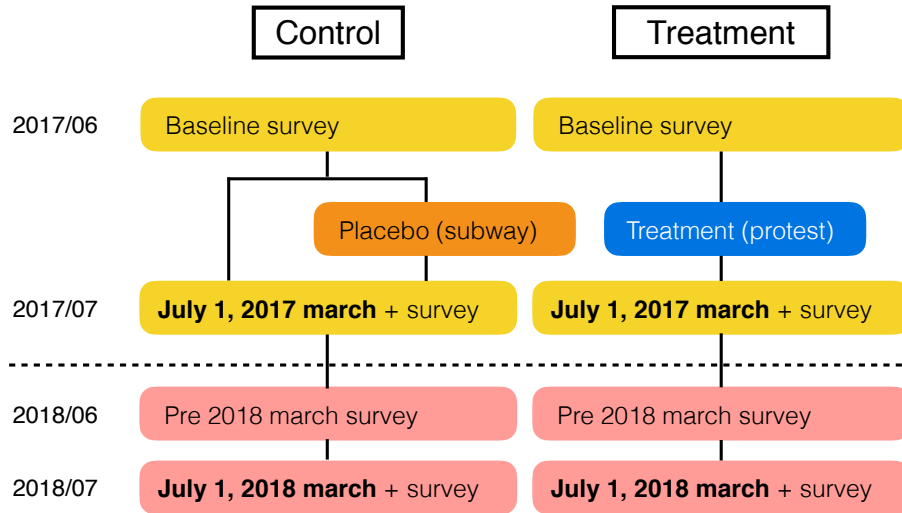 Control Treatment
2017/06 Baseline survey Baseline survey
Placebo (subway) Treatment (protest)
2017/07 July 1, 2017 march + survey July 1, 2017 march + survey
2018/06 Pre 2018 march survey Pre 2018 march survey
2018/07 July 1, 2018 march + survey July 1, 2018 march + survey